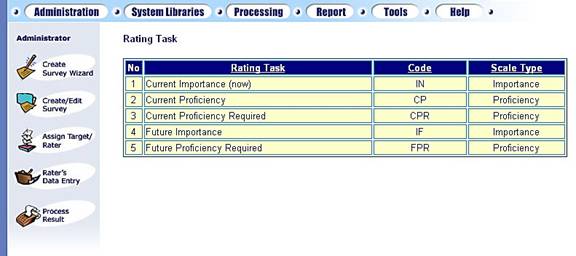 Administration System Libraries Processing Report Tools Help
Administrator
Create
Survey Wizard
Create/Edit
Survey
Assign Target/
Rater
Rater's
Data Entry
Process
Result
Rating Task
No Rating Task Code Scale Type
1 Current Importance (now) IN Importance
2 Current Proficiency CP Proficiency
3 Current Proficiency Required CPR Proficiency
4 Future Importance IF Importance
5 Future Proficiency Required FPR Proficiency